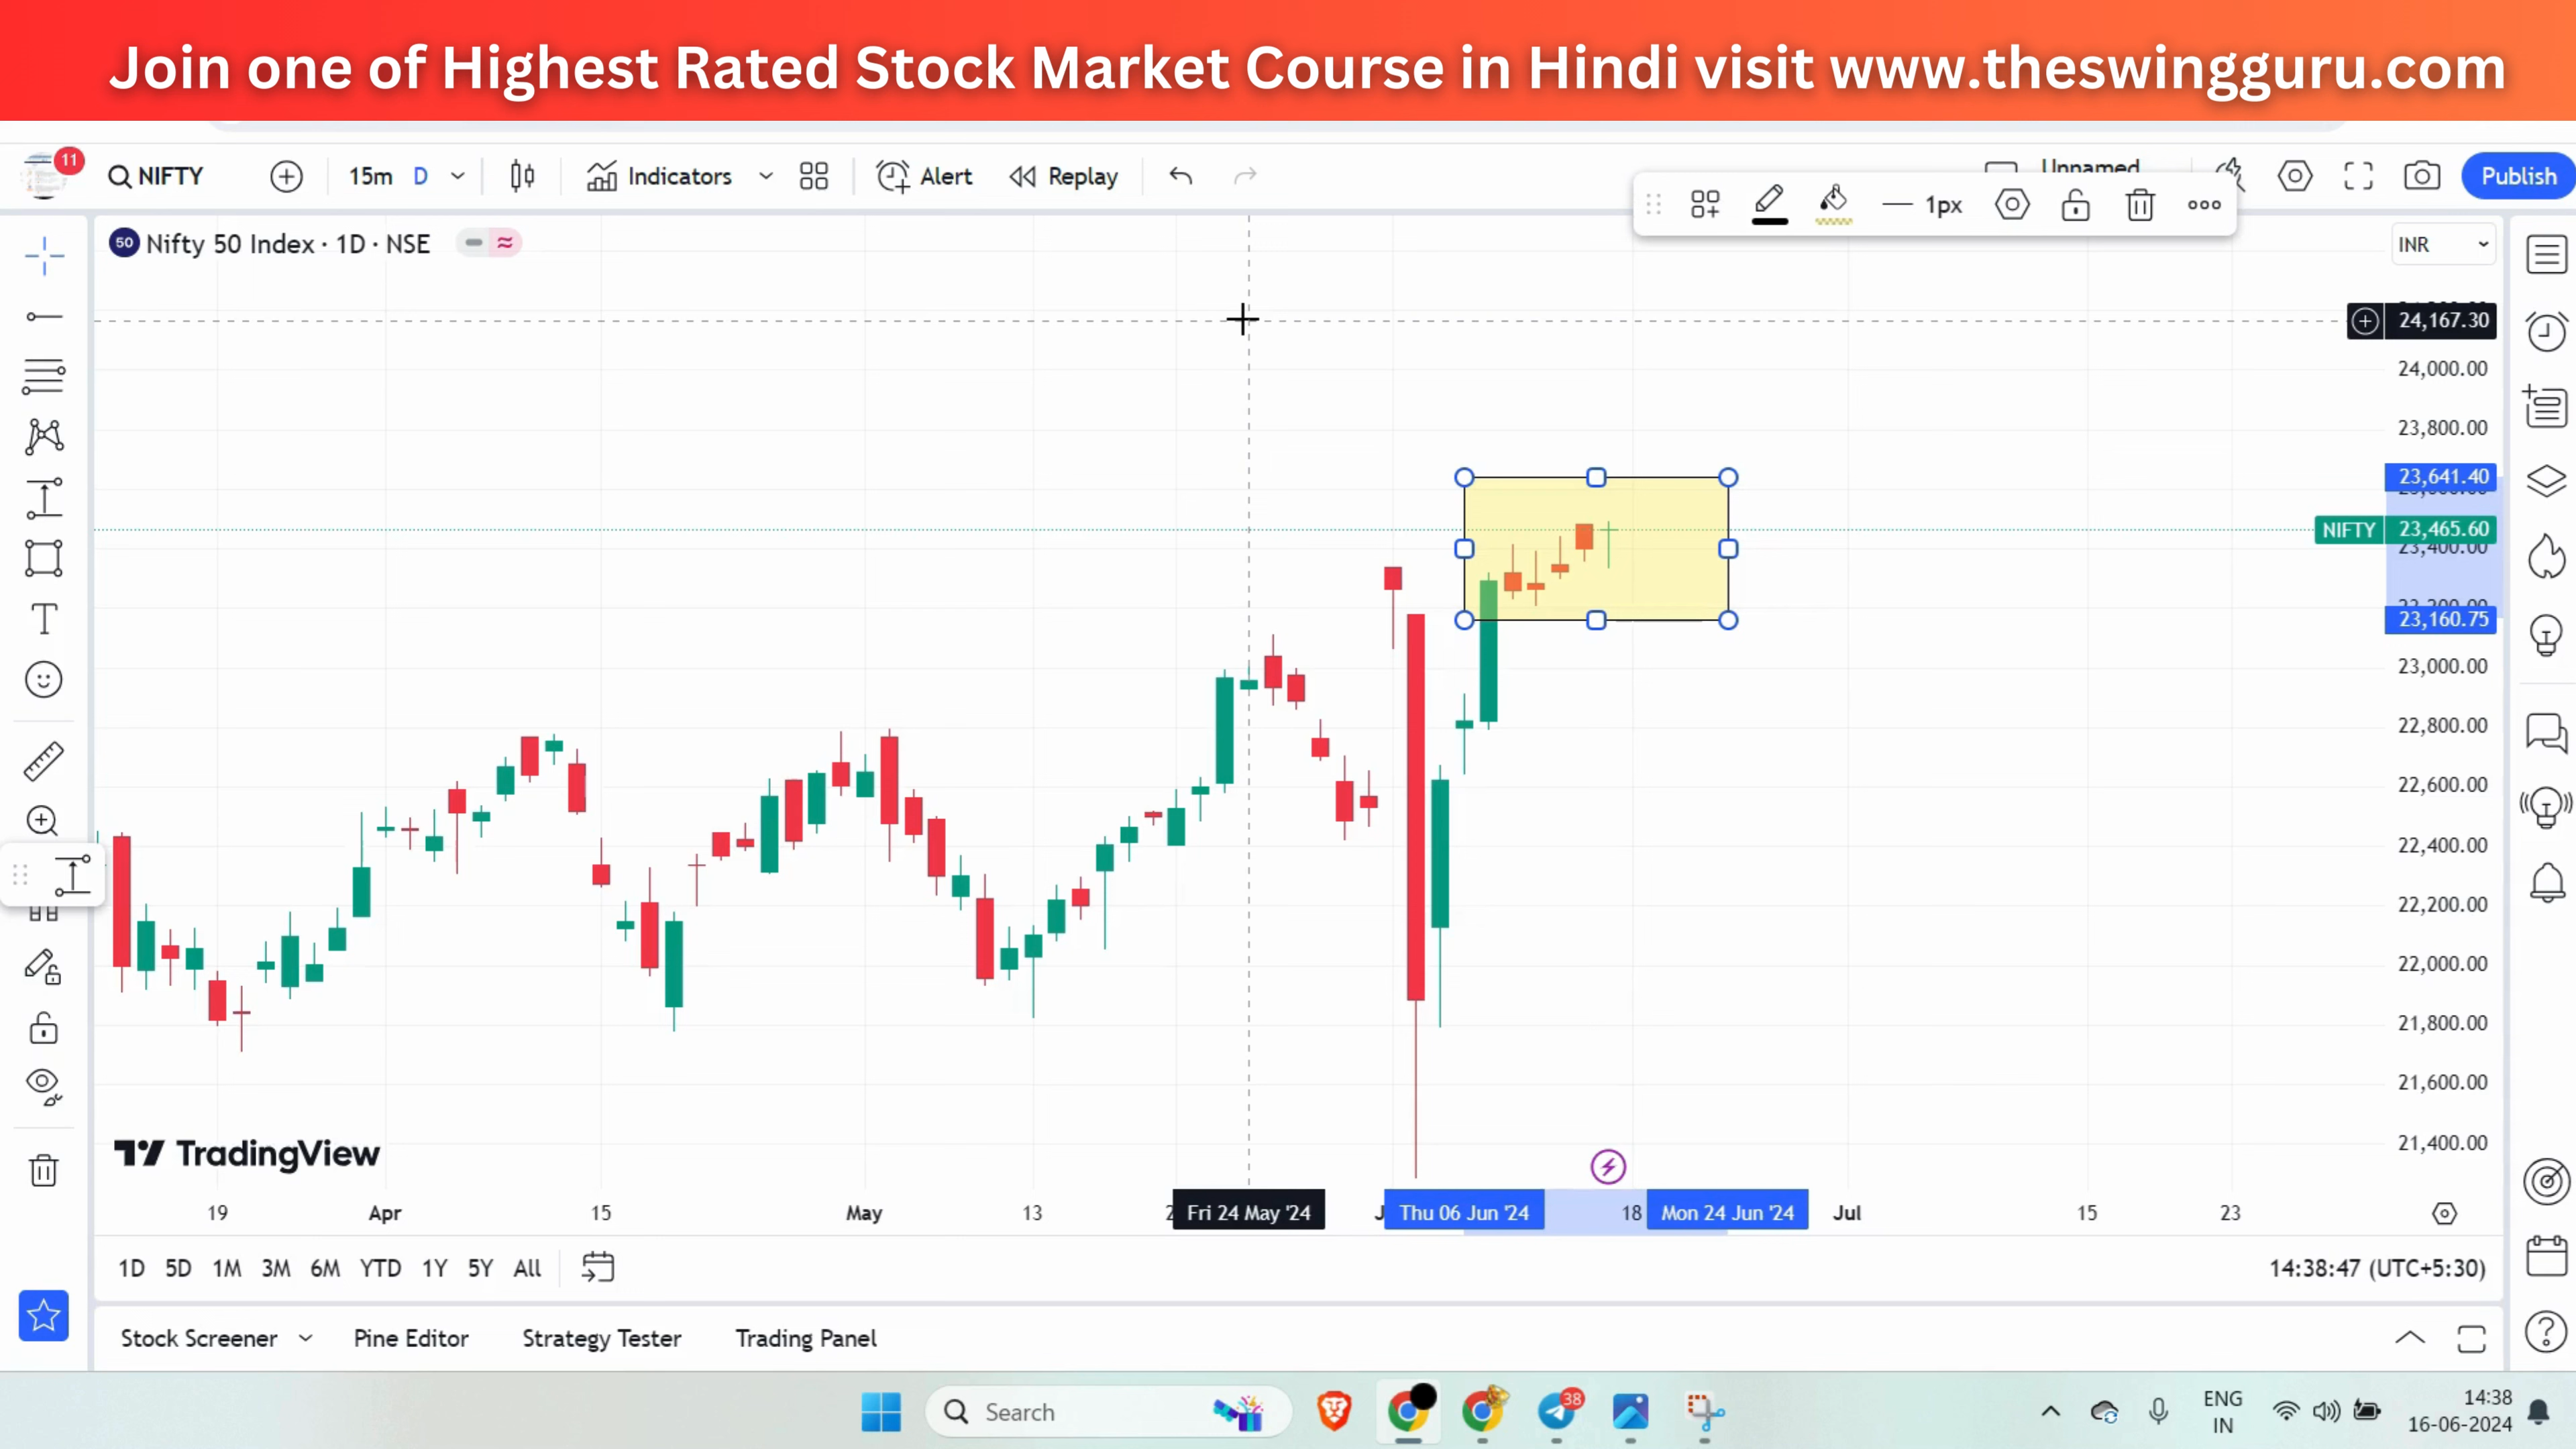 Join one of Highest Rated Stock Market Course in Hindi visit www.theswingguru.com
11
NIFTY
15m D
Indicators
Alert
Replay
Unnamed
Publish
1px
50 Nifty 50 Index · 1D · NSE
INR
24,167.30
24,000.00
23,800.00
23,641.40
NIFTY 23,465.60
23,400.00
23,160.75
23,000.00
22,800.00
22,600.00
22,400.00
22,200.00
22,000.00
21,800.00
21,600.00
21,400.00
TradingView
19 Apr 15 May 13 Fri 24 May '24 Thu 06 Jun '24 18 Mon 24 Jun '24 Jul 15 23
1D 5D 1M 3M 6M YTD 1Y 5Y All
14:38:47 (UTC+5:30)
Stock Screener Pine Editor Strategy Tester Trading Panel
Search
38
ENG
IN
14:38
16-06-2024